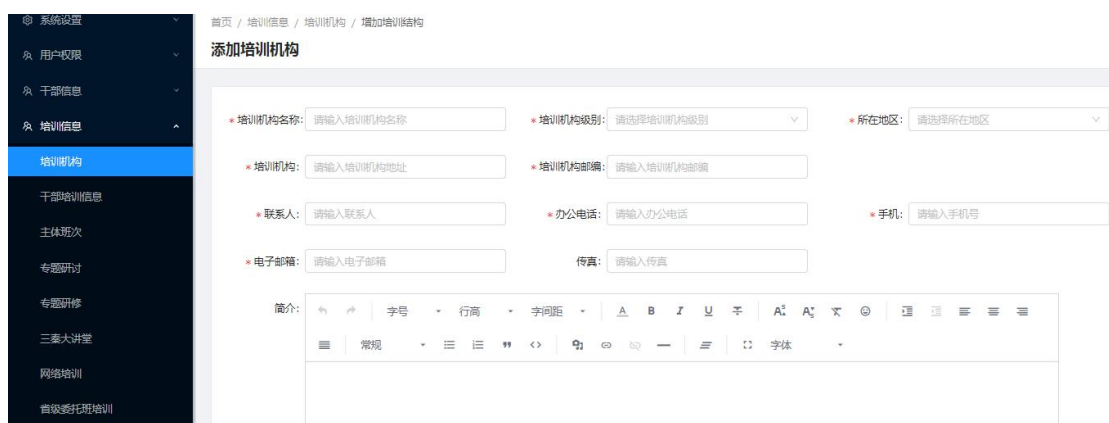 系统设置
首页 / 培训信息 / 培训机构 / 增加培训结构
用户权限
添加培训机构
干部信息
培训信息
* 培训机构名称: 请输入培训机构名称 * 培训机构级别: 请选择培训机构级别 * 所在地区: 请选择所在地区
培训机构
* 培训机构: 请输入培训机构地址 * 培训机构邮编: 请输入培训机构邮编
干部培训信息
* 联系人: 请输入联系人 * 办公电话: 请输入办公电话 * 手机: 请输入手机号
主体班次
* 电子邮箱: 请输入电子邮箱 传真: 请输入传真
专题研讨
专题研修
简介: 字号 行高 字间距 A B I U
三秦大讲堂
常规 字体
网络培训
省级委托班培训